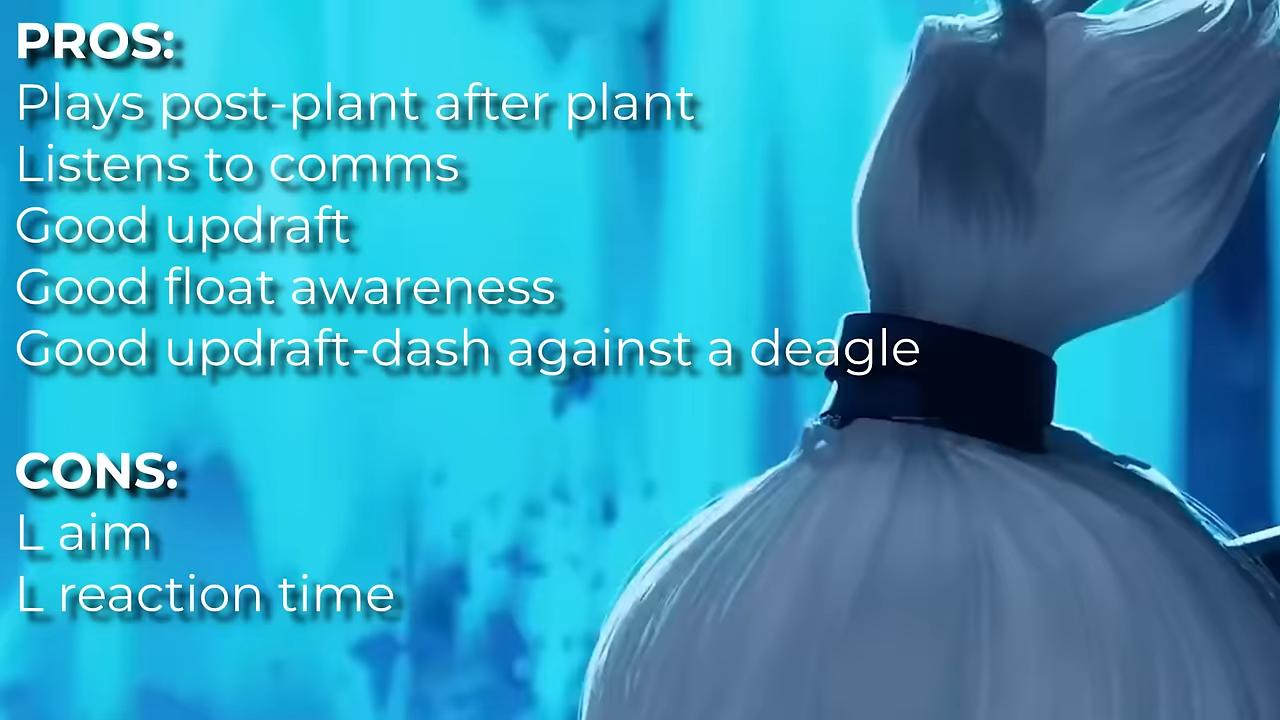 PROS:
Plays post-plant after plant
Listens to comms
Good updraft
Good float awareness
Good updraft-dash against a deagle
CONS:
L aim
L reaction time